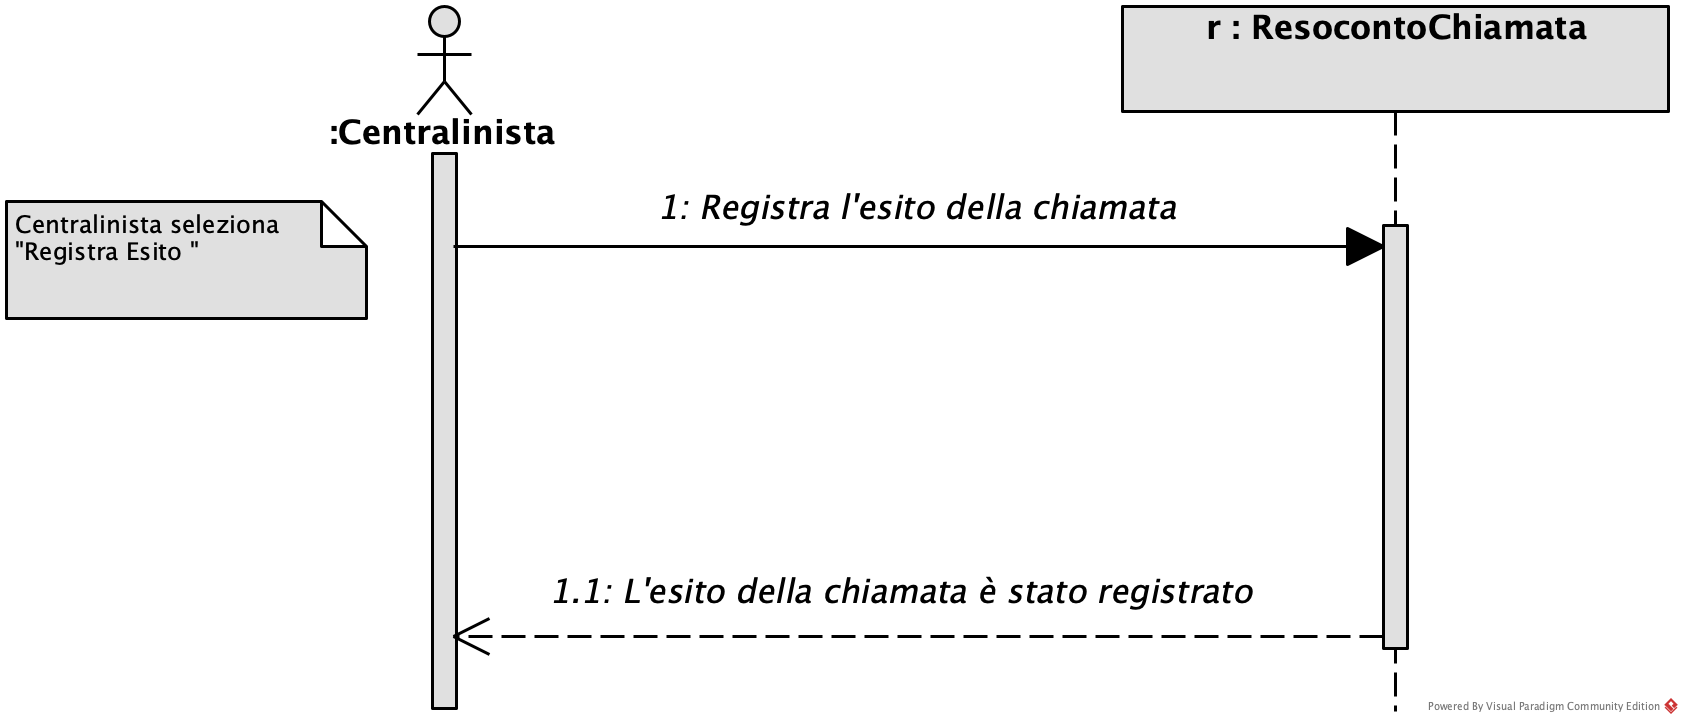 r : ResocontoChiamata
:Centralinista
1: Registra l'esito della chiamata
Centralinista seleziona
"Registra Esito "
1.1: L'esito della chiamata è stato registrato
Powered By Visual Paradigm Community Edition